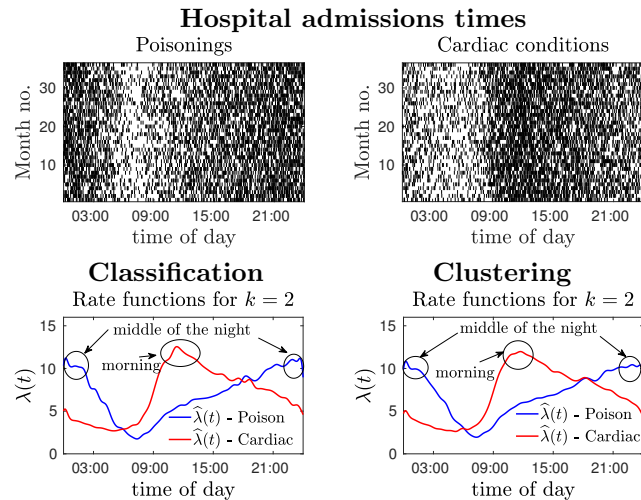 Hospital admissions times
Poisonings
Cardiac conditions
Month no.
30
20
10
03:00 09:00 15:00 21:00
time of day
Month no.
30
20
10
03:00 09:00 15:00 21:00
time of day
Classification
Rate functions for k = 2
λ(t)
15
10
5
0
middle of the night
morning
λ̂(t) - Poison
λ̂(t) - Cardiac
03:00 09:00 15:00 21:00
time of day
Clustering
Rate functions for k = 2
λ(t)
15
10
5
0
middle of the night
morning
λ̂(t) - Poison
λ̂(t) - Cardiac
03:00 09:00 15:00 21:00
time of day